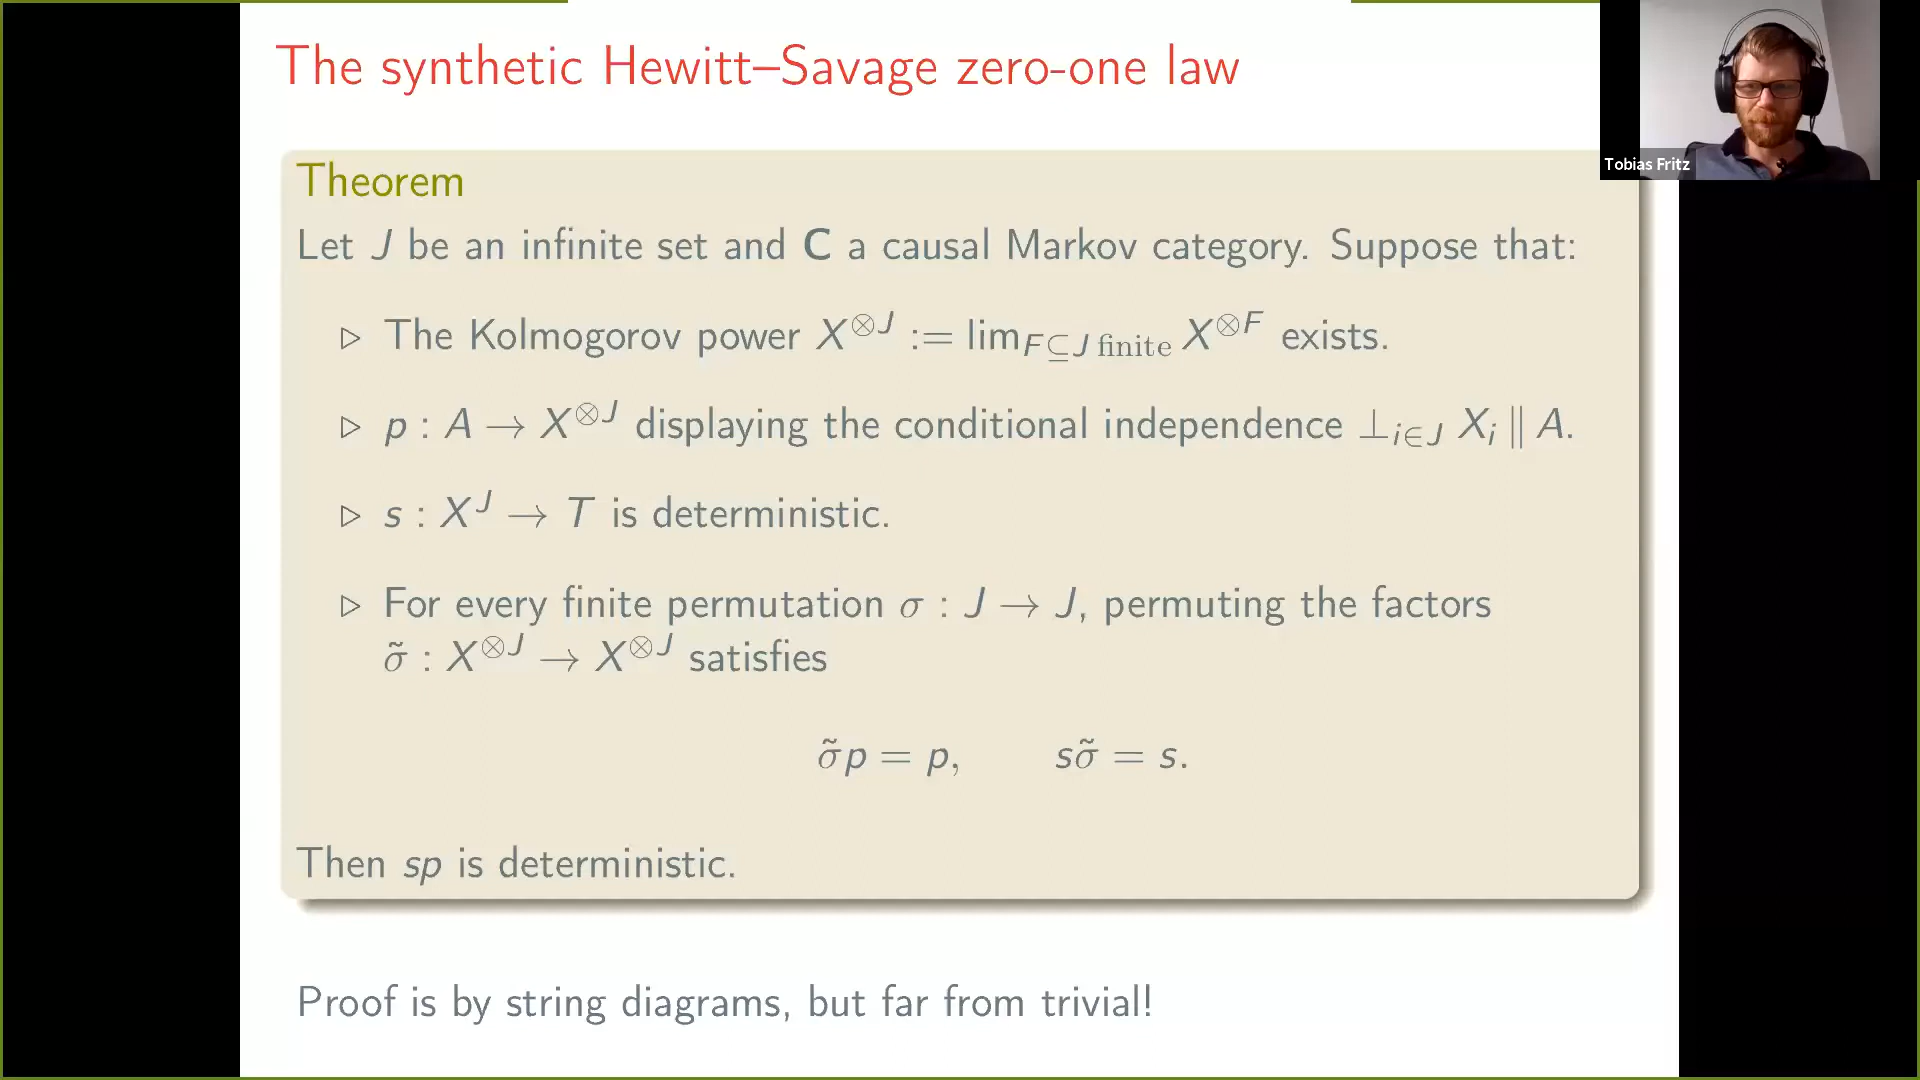 The synthetic Hewitt–Savage zero-one law
Tobias Fritz
Theorem
Let J be an infinite set and C a causal Markov category. Suppose that:
▷ The Kolmogorov power X^{⊗J} := lim_{F⊆J finite} X^{⊗F} exists.
▷ p : A → X^{⊗J} displaying the conditional independence ⊥_{i∈J} X_i ∥ A.
▷ s : X^J → T is deterministic.
▷ For every finite permutation σ : J → J, permuting the factors
σ̃ : X^{⊗J} → X^{⊗J} satisfies
σ̃p = p, sσ̃ = s.
Then sp is deterministic.
Proof is by string diagrams, but far from trivial!